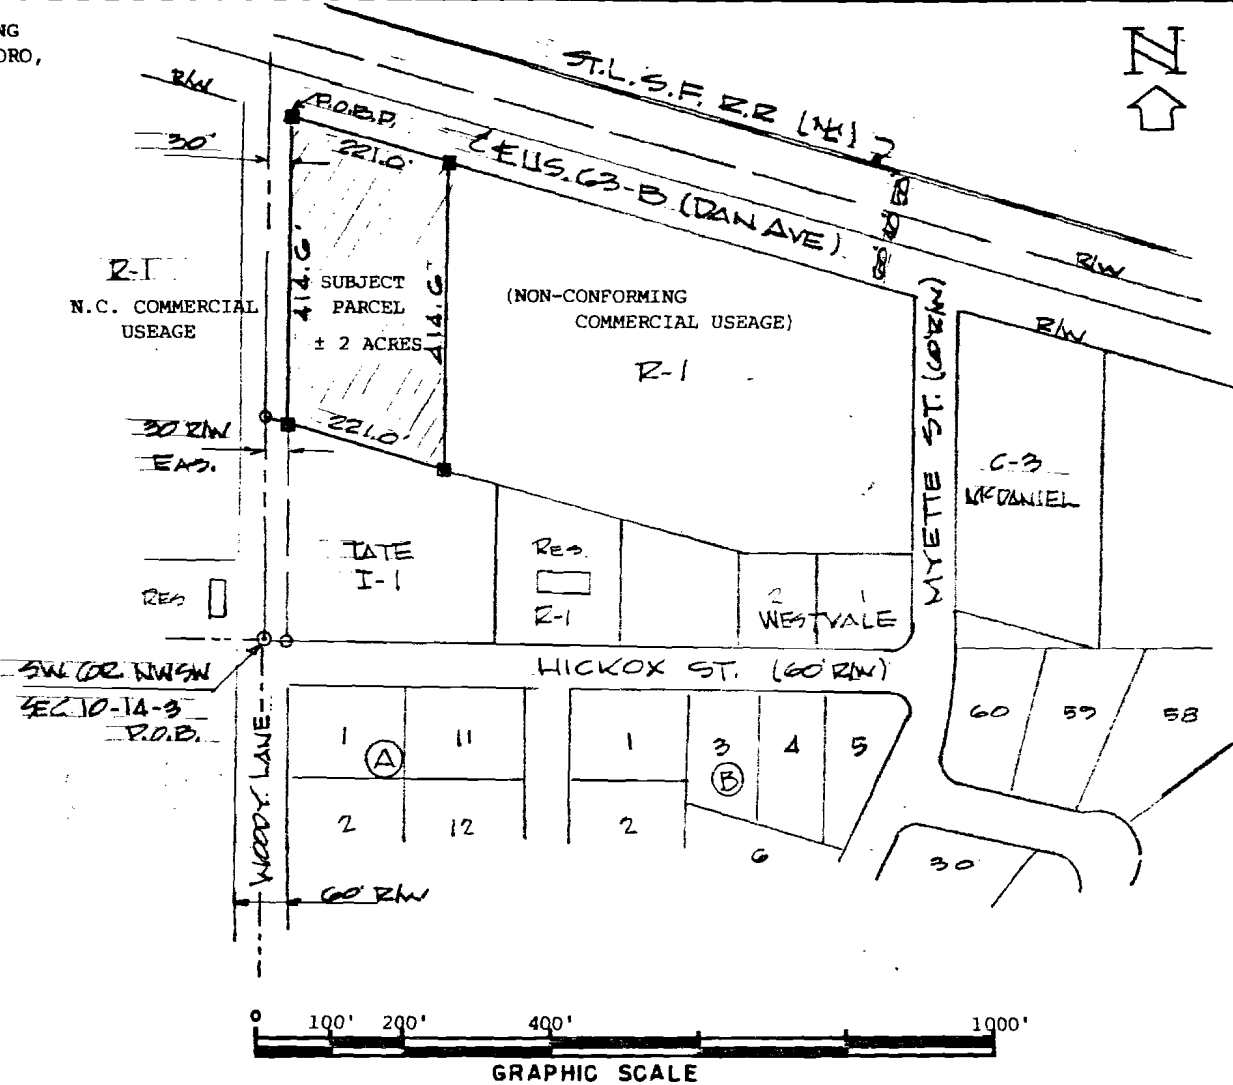 NG
ORO,
N
R/W
ST.L.S.F. R.R
P.O.B.P.
30'
221.0'
℄ U.S. 63-B (DAN AVE)
R/W
R/W
R-1
N.C. COMMERCIAL
USEAGE
414.6'
SUBJECT
PARCEL
± 2 ACRES
414.6'
(NON-CONFORMING
COMMERCIAL USEAGE)
R-1
MYETTE ST. (60'R/W)
C-3
McDANIEL
221.0'
30' R/W
EAS.
TATE
I-1
RES.
R-1
2
1
WESTVALE
RES
HICKOX ST. (60' R/W)
SW. COR. NW SW
SEC 10-14-3
P.O.B.
WOODY LANE
1
A
11
2
12
1
2
3
B
4
5
6
60
59
58
30
60' R/W
0
100'
200'
400'
1000'
GRAPHIC SCALE